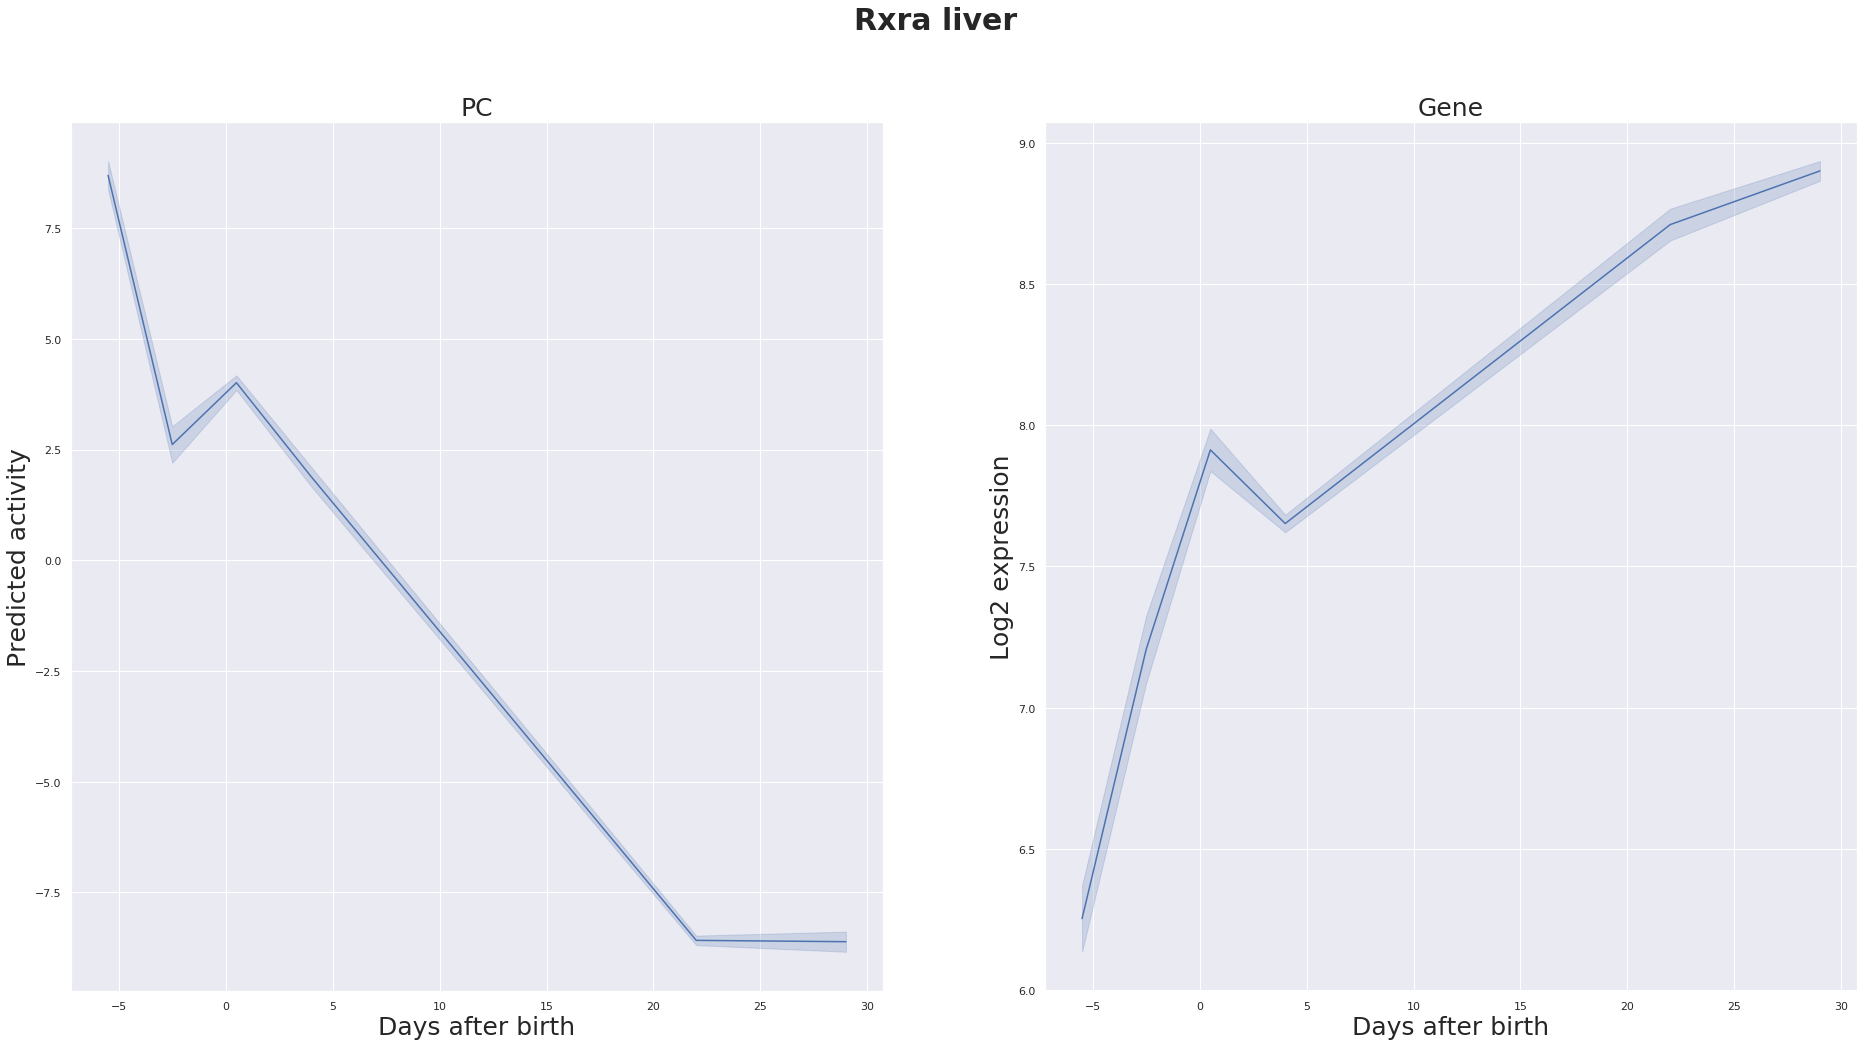 Rxra liver
PC
Predicted activity
7.5
5.0
2.5
0.0
−2.5
−5.0
−7.5
−5 0 5 10 15 20 25 30
Days after birth
Gene
Log2 expression
9.0
8.5
8.0
7.5
7.0
6.5
6.0
−5 0 5 10 15 20 25 30
Days after birth